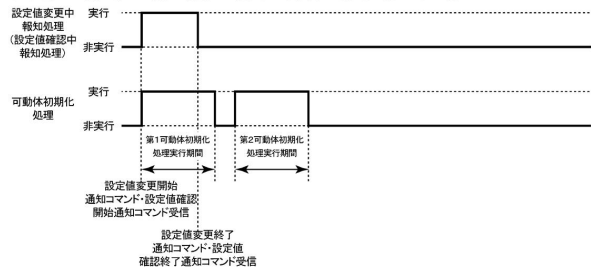 設定値変更中
報知処理
(設定値確認中
報知処理)
実行
非実行
可動体初期化
処理
実行
非実行
第1可動体初期化
処理実行期間
第2可動体初期化
処理実行期間
設定値変更開始
通知コマンド・設定値確認
開始通知コマンド受信
設定値変更終了
通知コマンド・設定値
確認終了通知コマンド受信